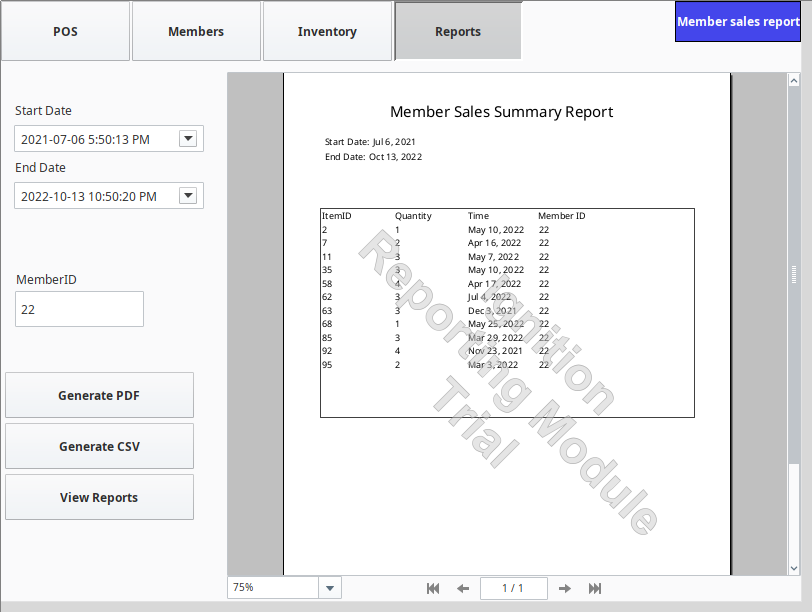 POS Members Inventory Reports Member sales report
Start Date
2021-07-06 5:50:13 PM
End Date
2022-10-13 10:50:20 PM
MemberID
22
Generate PDF
Generate CSV
View Reports
Member Sales Summary Report
Start Date: Jul 6, 2021
End Date: Oct 13, 2022
ItemID Quantity Time Member ID
2 1 May 10, 2022 22
7 2 Apr 16, 2022 22
11 3 May 7, 2022 22
35 3 May 10, 2022 22
58 4 Apr 17, 2022 22
62 3 Jul 4, 2022 22
63 3 Dec 3, 2021 22
68 1 May 25, 2022 22
85 3 Mar 29, 2022 22
92 4 Nov 23, 2021 22
95 2 Mar 3, 2022 22
Ignition
Reporting Module
Trial
75% 1 / 1